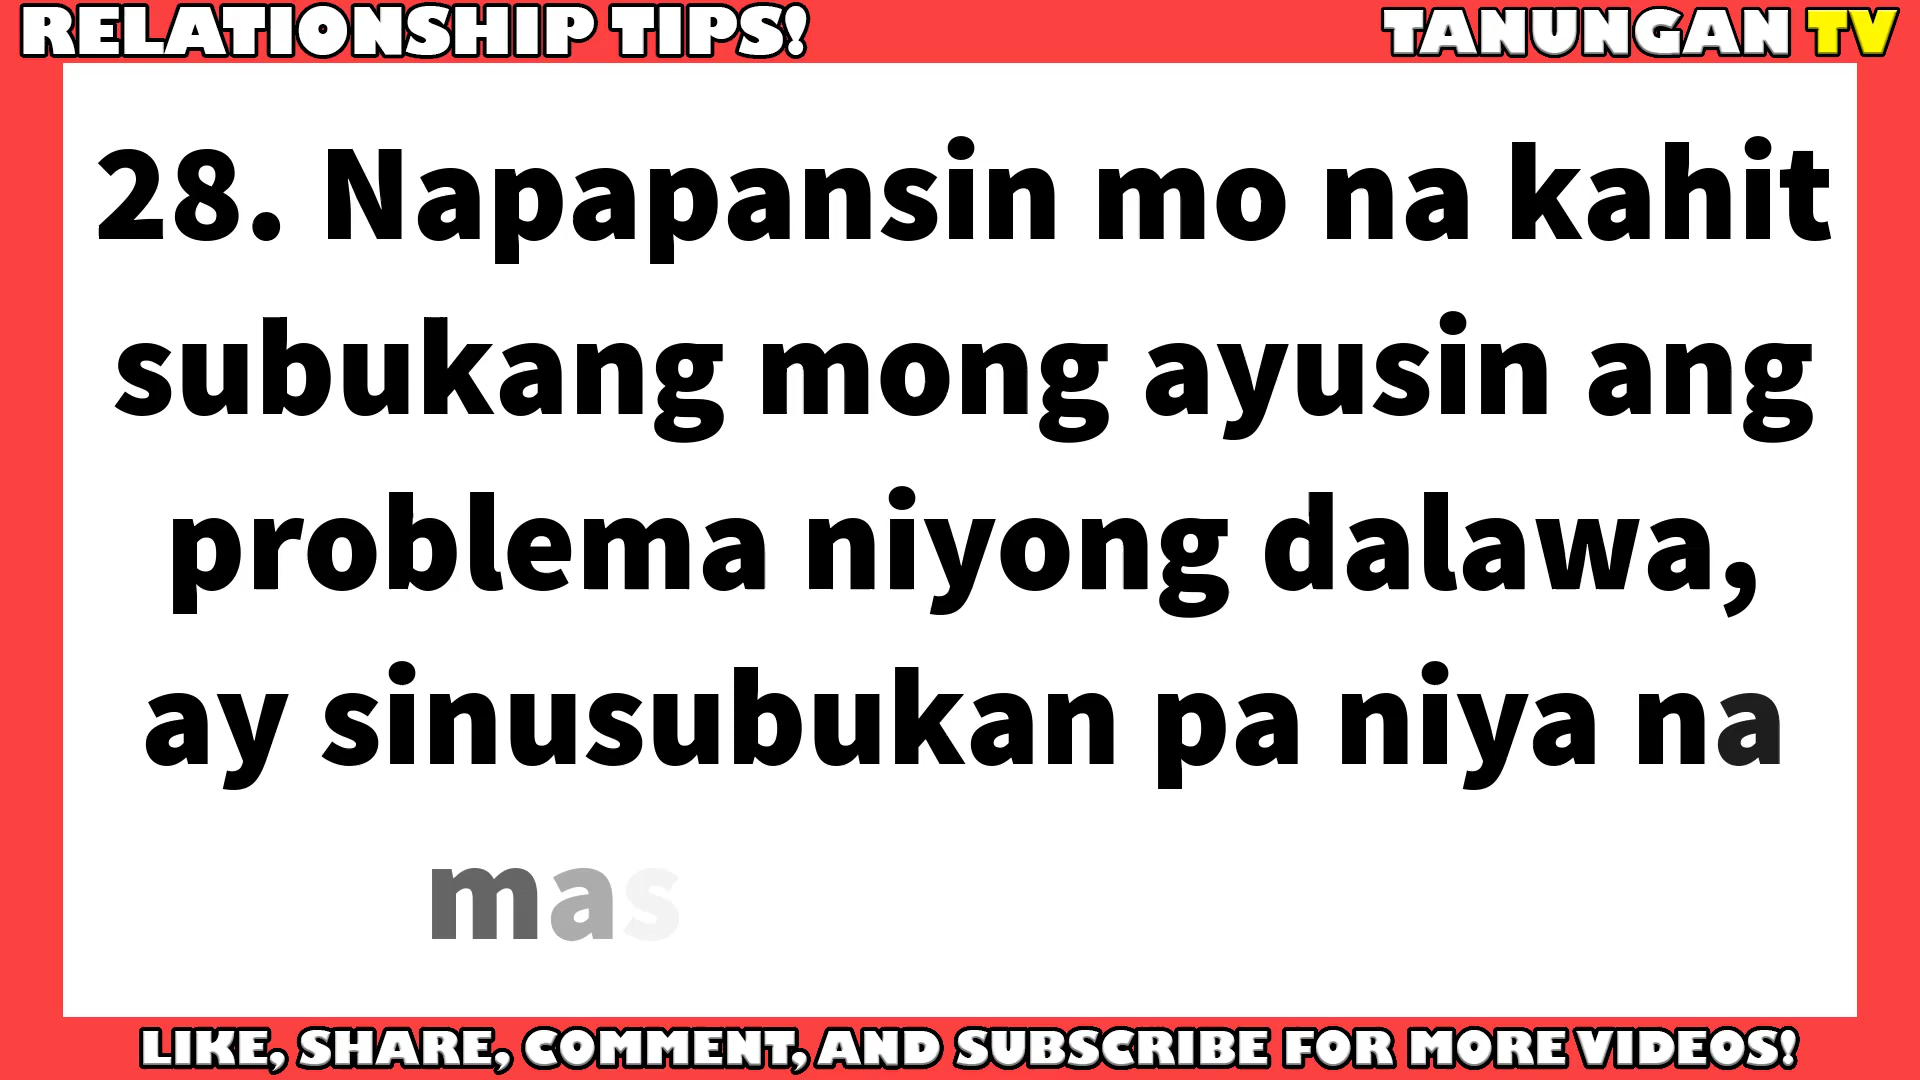 RELATIONSHIP TIPS!
TANUNGAN TV
28. Napapansin mo na kahit
subukang mong ayusin ang
problema niyong dalawa,
ay sinusubukan pa niya na
mas
LIKE, SHARE, COMMENT, AND SUBSCRIBE FOR MORE VIDEOS!